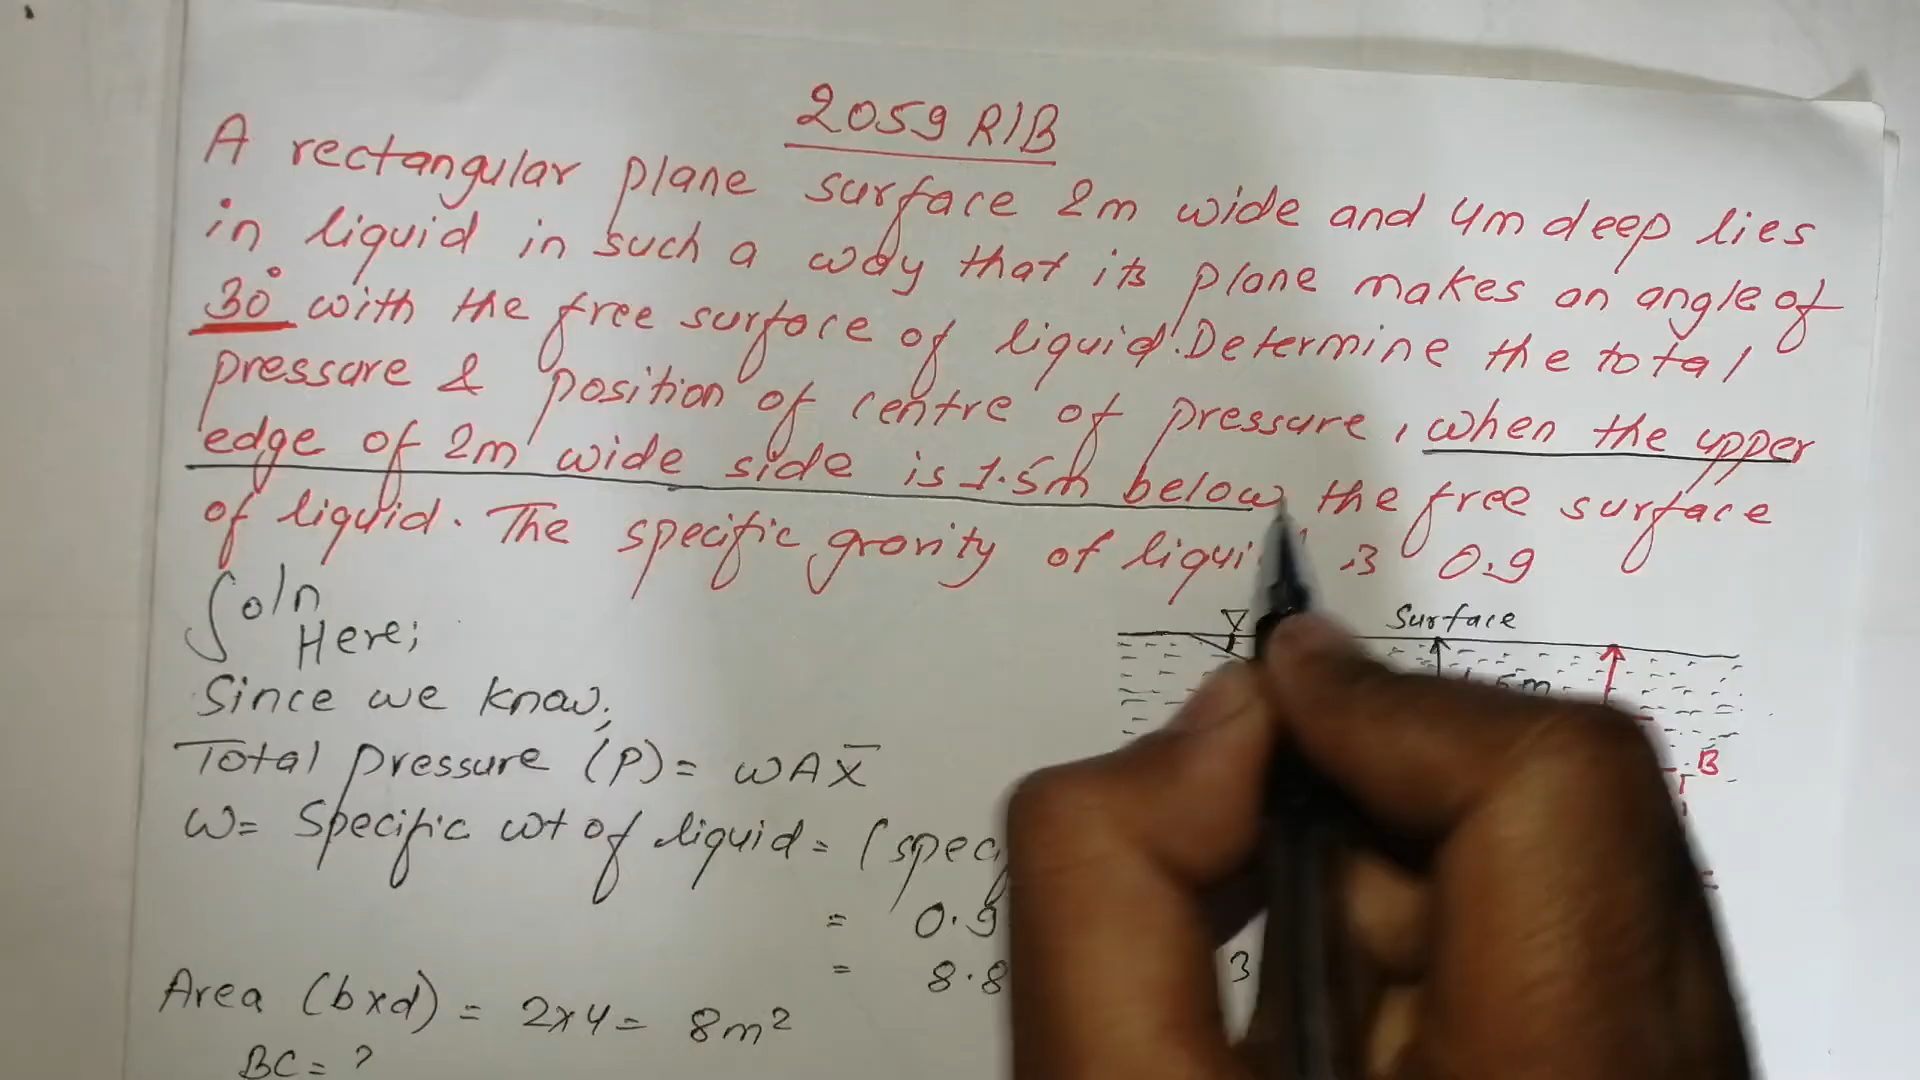 2059 R/B
A rectangular plane surface 2m wide and 4m deep lies
in liquid in such a way that its plane makes an angle of
30° with the free surface of liquid. Determine the total
pressure & position of centre of pressure, when the upper
edge of 2m wide side is 1.5m below the free surface
of liquid. The specific gravity of is 0.9
Soln
Here;
Surface
Since we know;
Total pressure (P) = wAx̅
B
w = specific wt of liquid =
= 0.9
= 8.8
3
Area (b×d) = 2×4 = 8m²
BC = ?